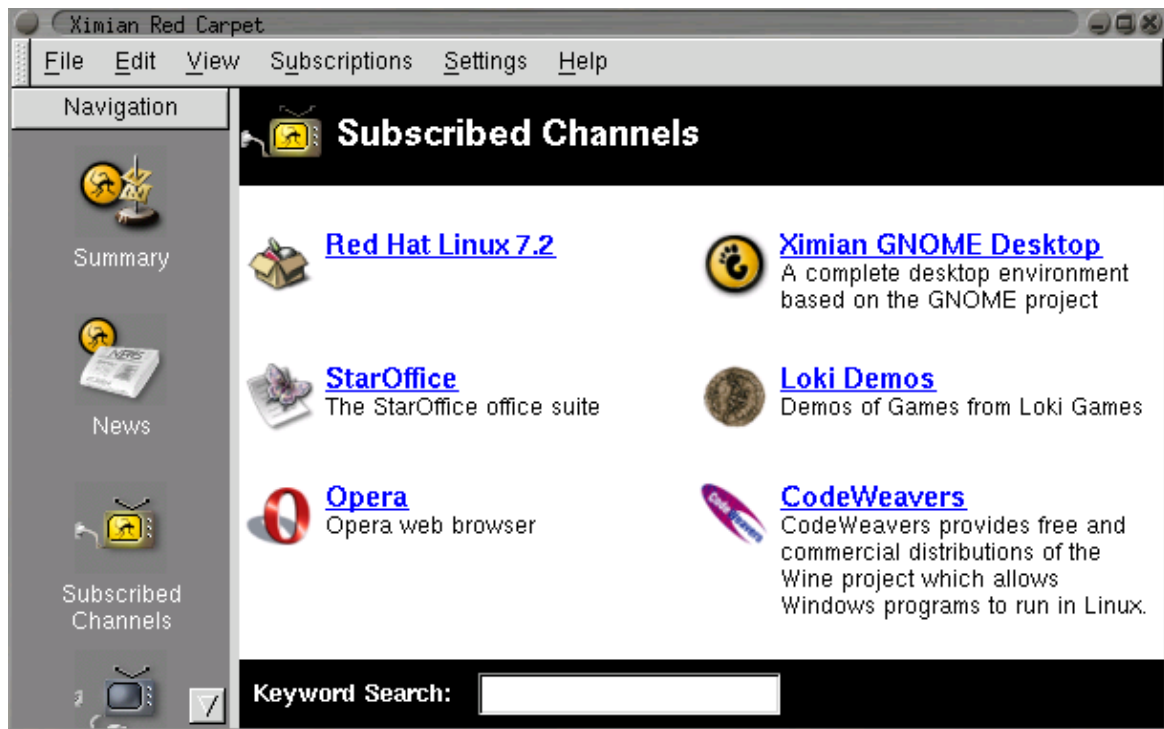 Ximian Red Carpet
File Edit View Subscriptions Settings Help
Navigation
Summary
NEWS
News
Subscribed
Channels
Subscribed Channels
Red Hat Linux 7.2
Ximian GNOME Desktop
A complete desktop environment
based on the GNOME project
StarOffice
The StarOffice office suite
Loki Demos
Demos of Games from Loki Games
Opera
Opera web browser
CodeWeavers
CodeWeavers
CodeWeavers provides free and
commercial distributions of the
Wine project which allows
Windows programs to run in Linux.
Keyword Search: